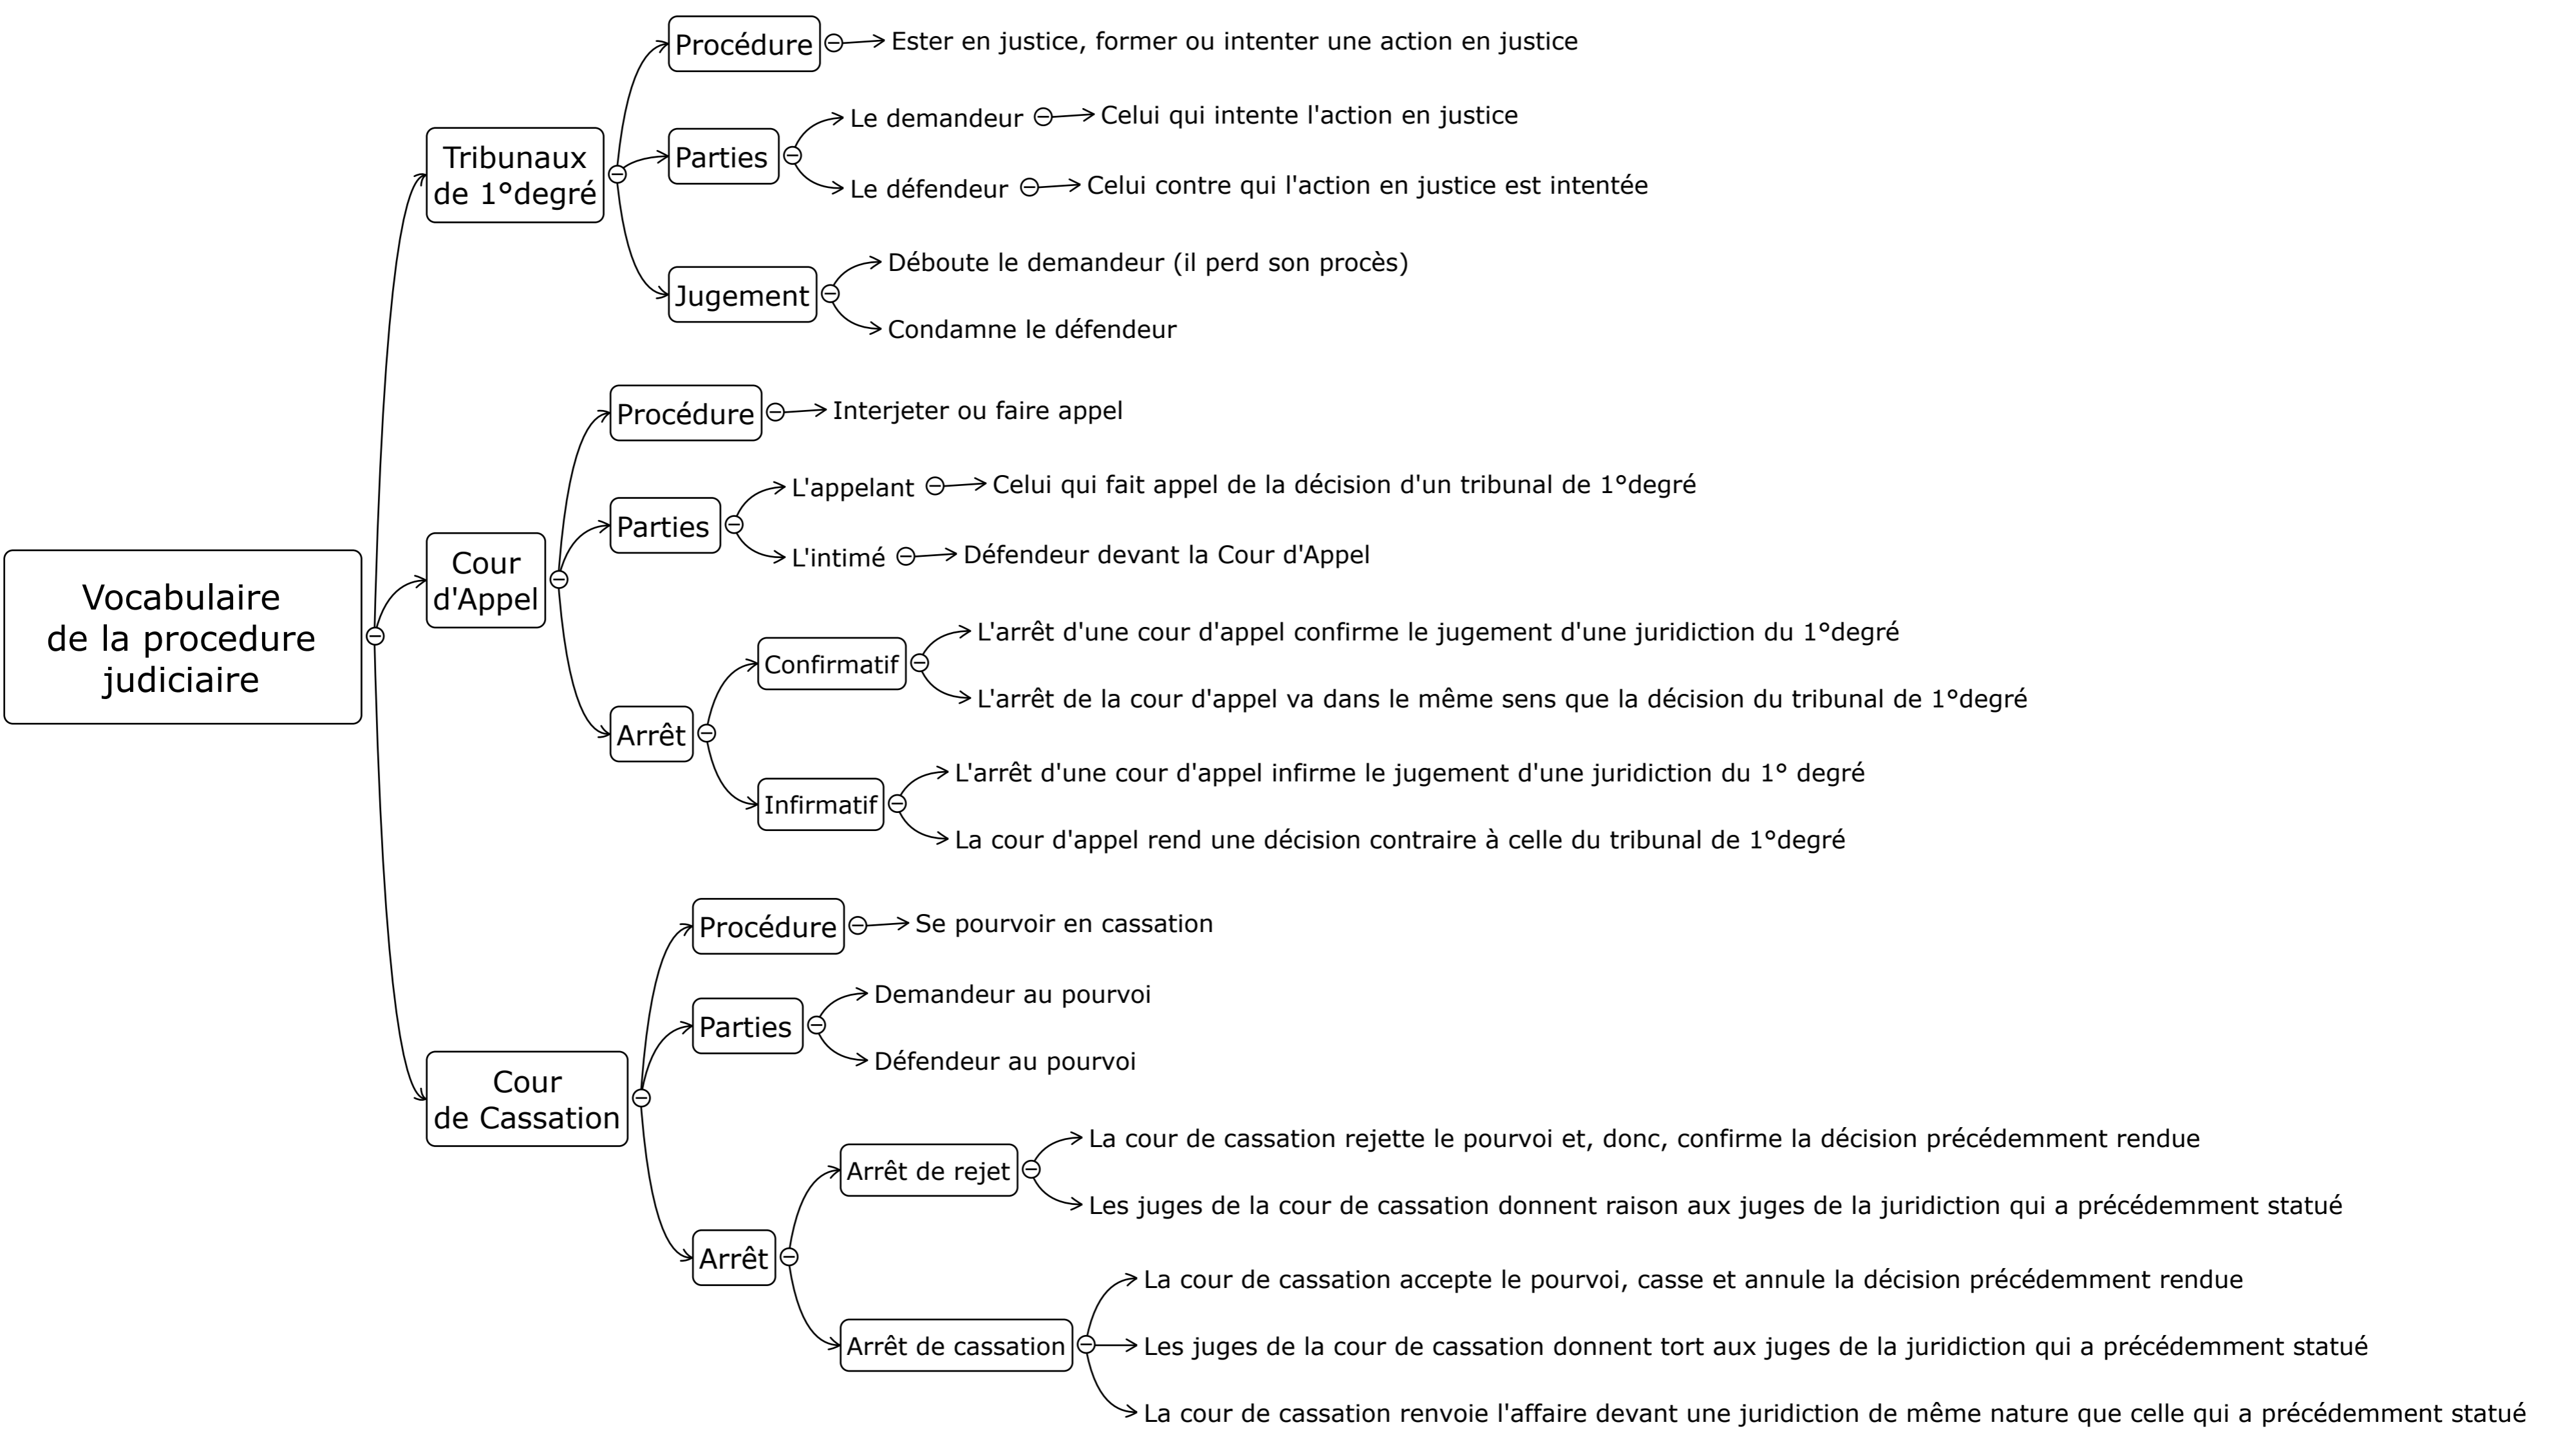 Procédure
Ester en justice, former ou intenter une action en justice
Tribunaux
de 1°degré
Parties
Le demandeur
Celui qui intente l'action en justice
Le défendeur
Celui contre qui l'action en justice est intentée
Jugement
Déboute le demandeur (il perd son procès)
Condamne le défendeur
Vocabulaire
de la procedure
judiciaire
Cour
d'Appel
Procédure
Interjeter ou faire appel
Parties
L'appelant
Celui qui fait appel de la décision d'un tribunal de 1°degré
L'intimé
Défendeur devant la Cour d'Appel
Arrêt
Confirmatif
L'arrêt d'une cour d'appel confirme le jugement d'une juridiction du 1°degré
L'arrêt de la cour d'appel va dans le même sens que la décision du tribunal de 1°degré
Infirmatif
L'arrêt d'une cour d'appel infirme le jugement d'une juridiction du 1° degré
La cour d'appel rend une décision contraire à celle du tribunal de 1°degré
Cour
de Cassation
Procédure
Se pourvoir en cassation
Parties
Demandeur au pourvoi
Défendeur au pourvoi
Arrêt
Arrêt de rejet
La cour de cassation rejette le pourvoi et, donc, confirme la décision précédemment rendue
Les juges de la cour de cassation donnent raison aux juges de la juridiction qui a précédemment statué
Arrêt de cassation
La cour de cassation accepte le pourvoi, casse et annule la décision précédemment rendue
Les juges de la cour de cassation donnent tort aux juges de la juridiction qui a précédemment statué
La cour de cassation renvoie l'affaire devant une juridiction de même nature que celle qui a précédemment statué